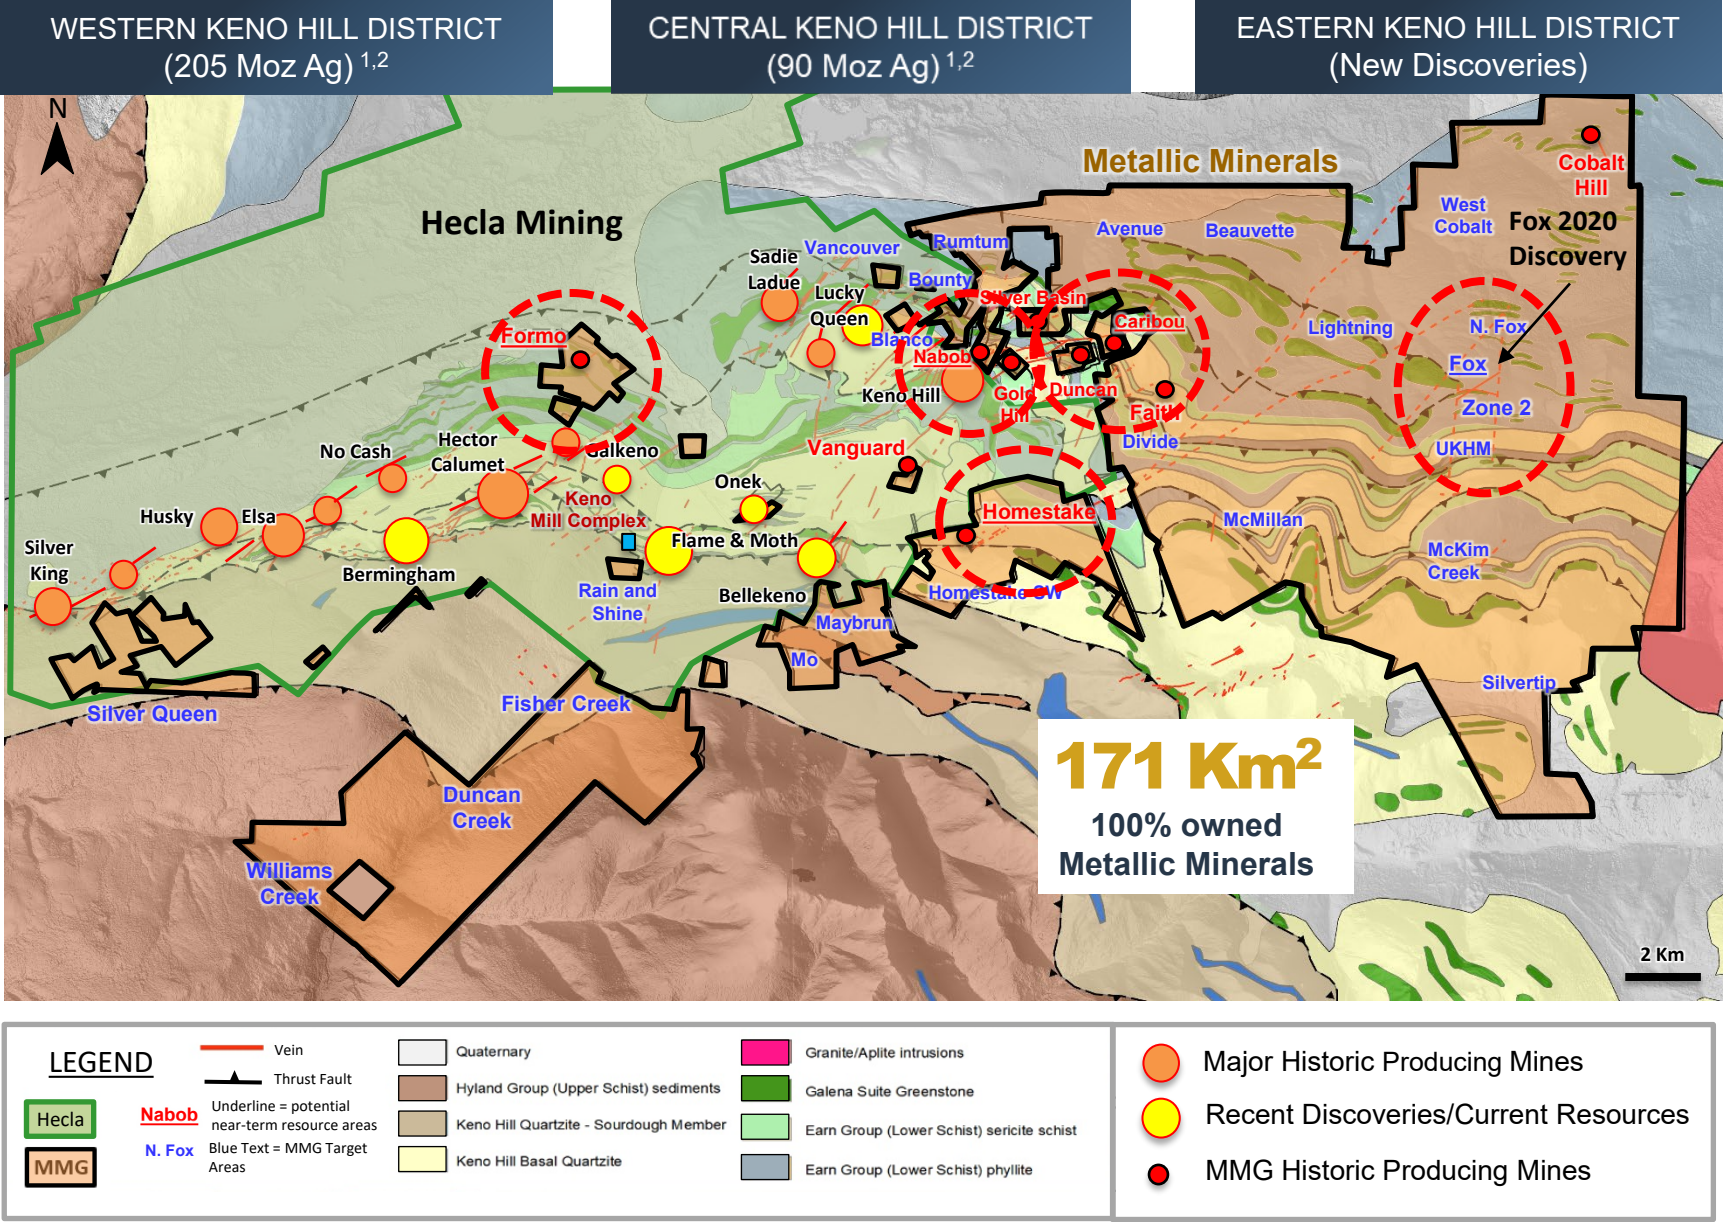 WESTERN KENO HILL DISTRICT
(205 Moz Ag) 1,2
CENTRAL KENO HILL DISTRICT
(90 Moz Ag) 1,2
EASTERN KENO HILL DISTRICT
(New Discoveries)
N
Metallic Minerals
Cobalt
Hill
Hecla Mining
West
Cobalt
Fox 2020
Discovery
Avenue
Beauvette
Rumtum
Vancouver
Sadie
Ladue
Bounty
Lucky
Queen
Silver Basin
Caribou
Lightning
N. Fox
Formo
Blanco
Nabob
Fox
Keno Hill
Gold
Hill
Duncan
Faith
Zone 2
Divide
UKHM
No Cash
Hector
Calumet
Galkeno
Vanguard
Onek
Keno
Mill Complex
Homestake
McMillan
Husky
Elsa
Flame & Moth
McKim
Creek
Silver
King
Bermingham
Rain and
Shine
Bellekeno
Homestake SW
Maybrun
Mo
Silvertip
Silver Queen
Fisher Creek
171 Km2
100% owned
Metallic Minerals
Duncan
Creek
Williams
Creek
2 Km
LEGEND
Hecla
MMG
Vein
Thrust Fault
Nabob
Underline = potential
near-term resource areas
N. Fox
Blue Text = MMG Target
Areas
Quaternary
Hyland Group (Upper Schist) sediments
Keno Hill Quartzite - Sourdough Member
Keno Hill Basal Quartzite
Granite/Aplite intrusions
Galena Suite Greenstone
Earn Group (Lower Schist) sericite schist
Earn Group (Lower Schist) phyllite
Major Historic Producing Mines
Recent Discoveries/Current Resources
MMG Historic Producing Mines